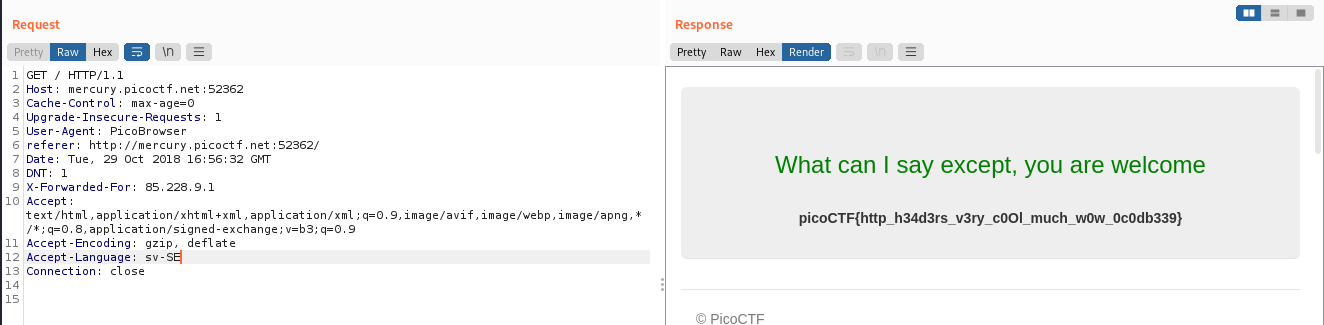 Request
Pretty Raw Hex \n
1 GET / HTTP/1.1
2 Host: mercury.picoctf.net:52362
3 Cache-Control: max-age=0
4 Upgrade-Insecure-Requests: 1
5 User-Agent: PicoBrowser
6 referer: http://mercury.picoctf.net:52362/
7 Date: Tue, 29 Oct 2018 16:56:32 GMT
8 DNT: 1
9 X-Forwarded-For: 85.228.9.1
10 Accept:
text/html,application/xhtml+xml,application/xml;q=0.9,image/avif,image/webp,image/apng,*
/*;q=0.8,application/signed-exchange;v=b3;q=0.9
11 Accept-Encoding: gzip, deflate
12 Accept-Language: sv-SE
13 Connection: close
14
15
Response
Pretty Raw Hex Render \n
What can I say except, you are welcome
picoCTF{http_h34d3rs_v3ry_c0Ol_much_w0w_0c0db339}
© PicoCTF